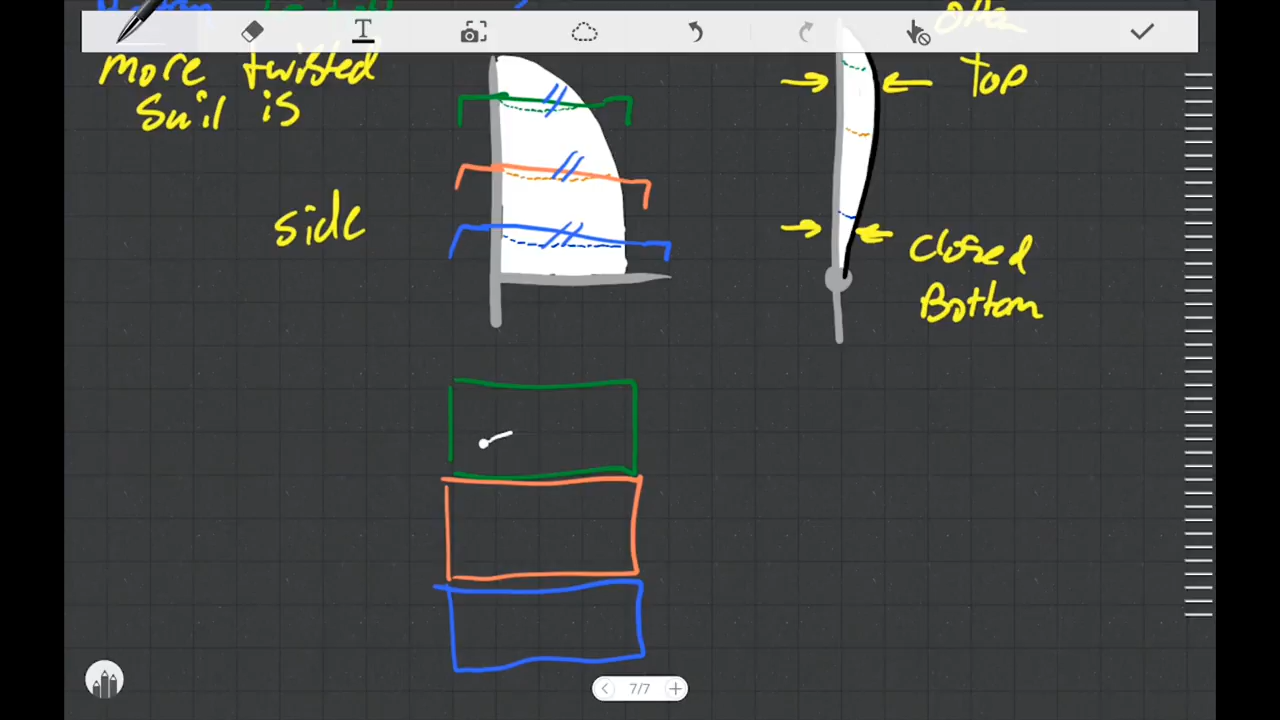 more twisted
Sail is
side
top
Closed
Bottom
T
7/7